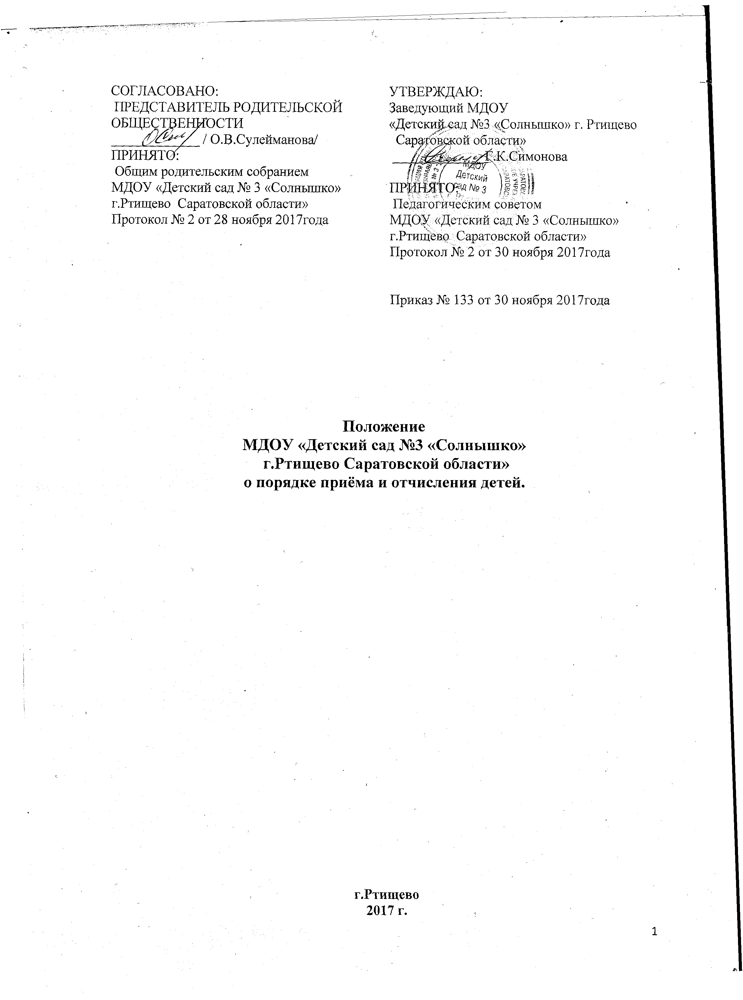 СОГЛАСОВАНО:
ПРЕДСТАВИТЕЛЬ РОДИТЕЛЬСКОЙ
ОБЩЕСТВЕННОСТИ
/ О.В.Сулейманова/
ПРИНЯТО:
Общим родительским собранием
МДОУ «Детский сад № 3 «Солнышко»
г.Ртищево Саратовской области»
Протокол № 2 от 28 ноября 2017года
УТВЕРЖДАЮ:
Заведующий МДОУ
«Детский сад №3 «Солнышко» г. Ртищево
Саратовской области»
Г.К.Симонова
МДОУ
Детский
сад № 3
ПРИНЯТО:
Педагогическим советом
МДОУ «Детский сад № 3 «Солнышко»
г.Ртищево Саратовской области»
Протокол № 2 от 30 ноября 2017года
Приказ № 133 от 30 ноября 2017года
Положение
МДОУ «Детский сад №3 «Солнышко»
г.Ртищево Саратовской области»
о порядке приёма и отчисления детей.
г.Ртищево
2017 г.
1